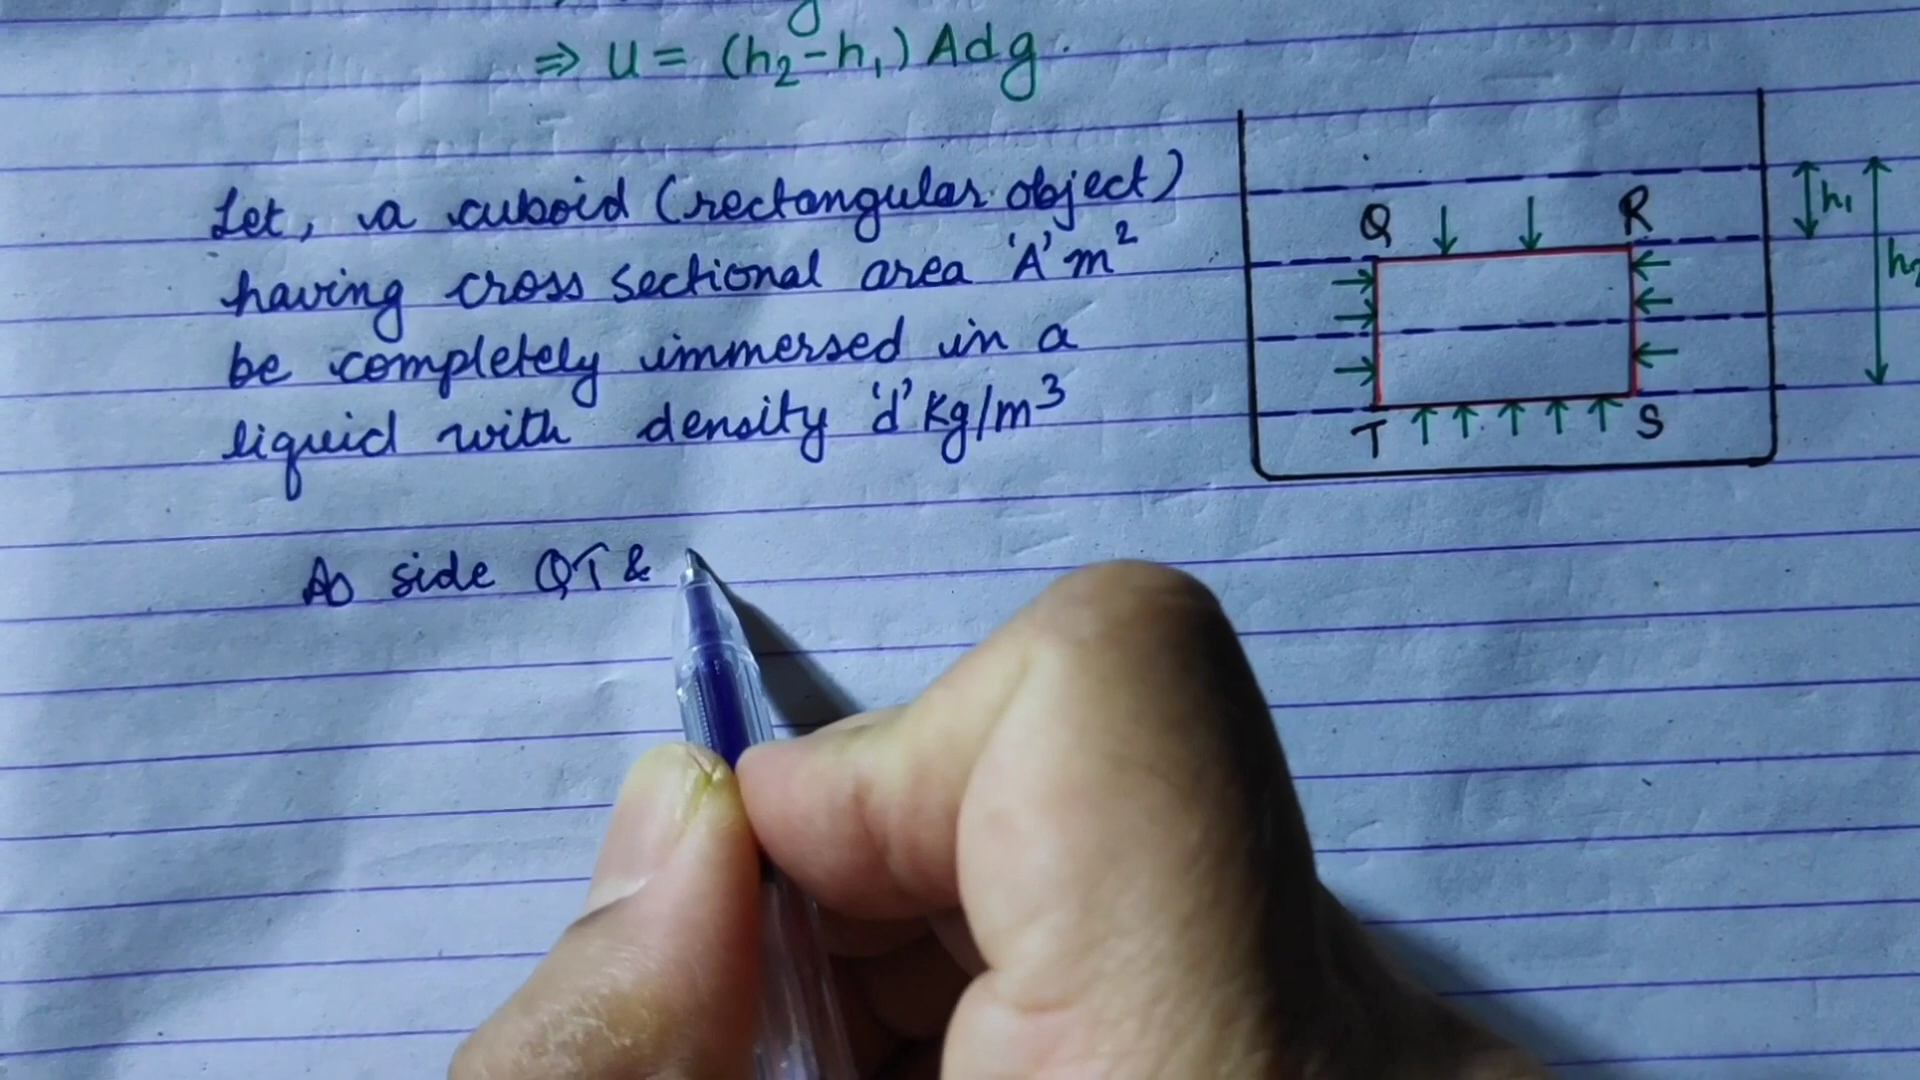 ⇒ U = (h₂-h₁) Adg.
Let, a cuboid (rectangular object)
having cross sectional area 'A' m²
be completely immersed in a
liquid with density 'd' Kg/m³
As side QT &
Q
R
h₁
h₂
T
S